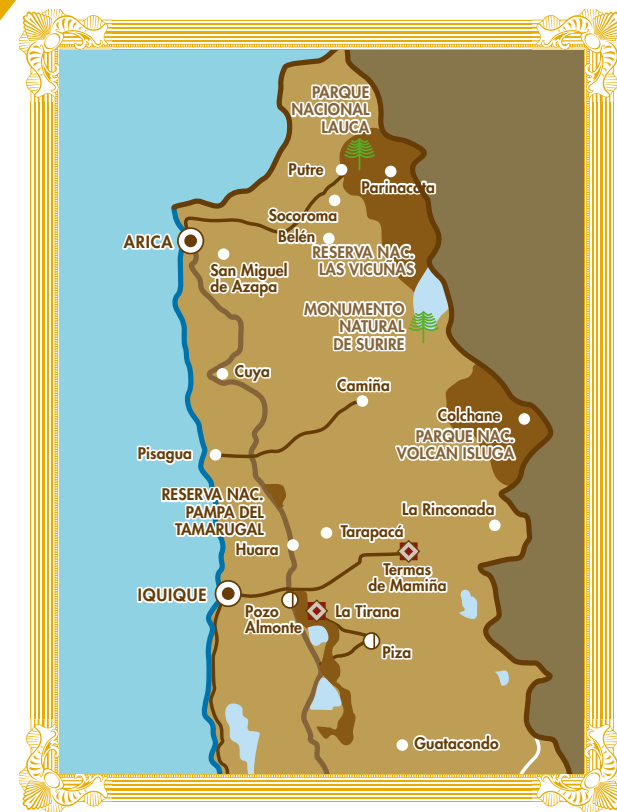 PARQUE
NACIONAL
LAUCA
Putre
Parinacota
Socoroma
Belén
ARICA
RESERVA NAC.
LAS VICUÑAS
San Miguel
de Azapa
MONUMENTO
NATURAL
DE SURIRE
Cuya
Camiña
Colchane
PARQUE NAC.
VOLCAN ISLUGA
Pisagua
RESERVA NAC.
PAMPA DEL
TAMARUGAL
La Rinconada
Tarapacá
Huara
Termas
de Mamiña
IQUIQUE
Pozo
Almonte
La Tirana
Piza
Guatacondo